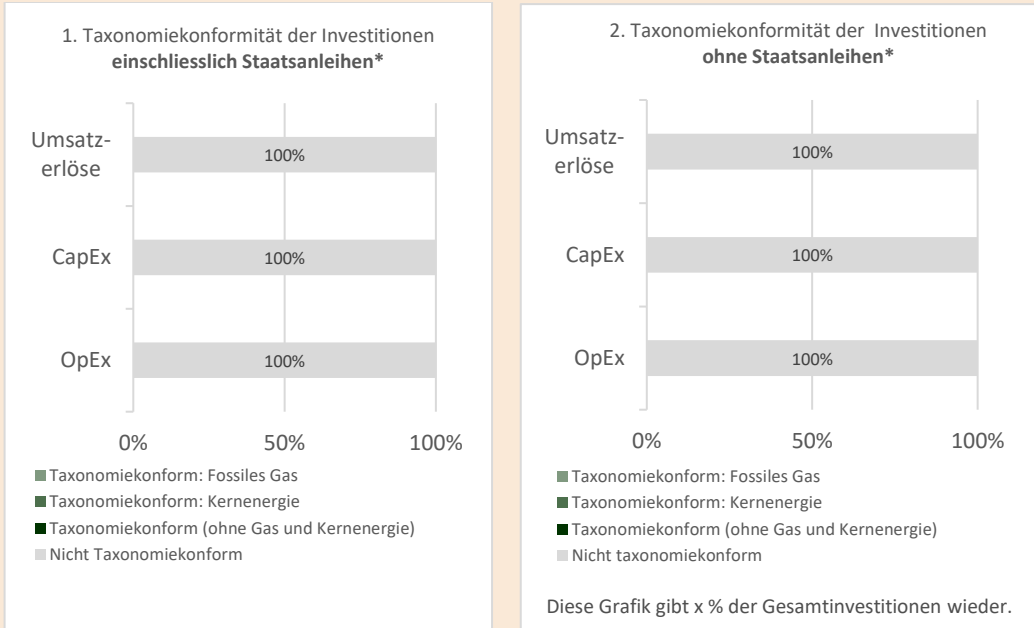 1. Taxonomiekonformität der Investitionen
einschliesslich Staatsanleihen*
Umsatz-
erlöse
100%
CapEx
100%
OpEx
100%
0%
50%
100%
Taxonomiekonform: Fossiles Gas
Taxonomiekonform: Kernenergie
Taxonomiekonform (ohne Gas und Kernenergie)
Nicht Taxonomiekonform
2. Taxonomiekonformität der Investitionen
ohne Staatsanleihen*
Umsatz-
erlöse
100%
CapEx
100%
OpEx
100%
0%
50%
100%
Taxonomiekonform: Fossiles Gas
Taxonomiekonform: Kernenergie
Taxonomiekonform (ohne Gas und Kernenergie)
Nicht taxonomiekonform
Diese Grafik gibt x % der Gesamtinvestitionen wieder.